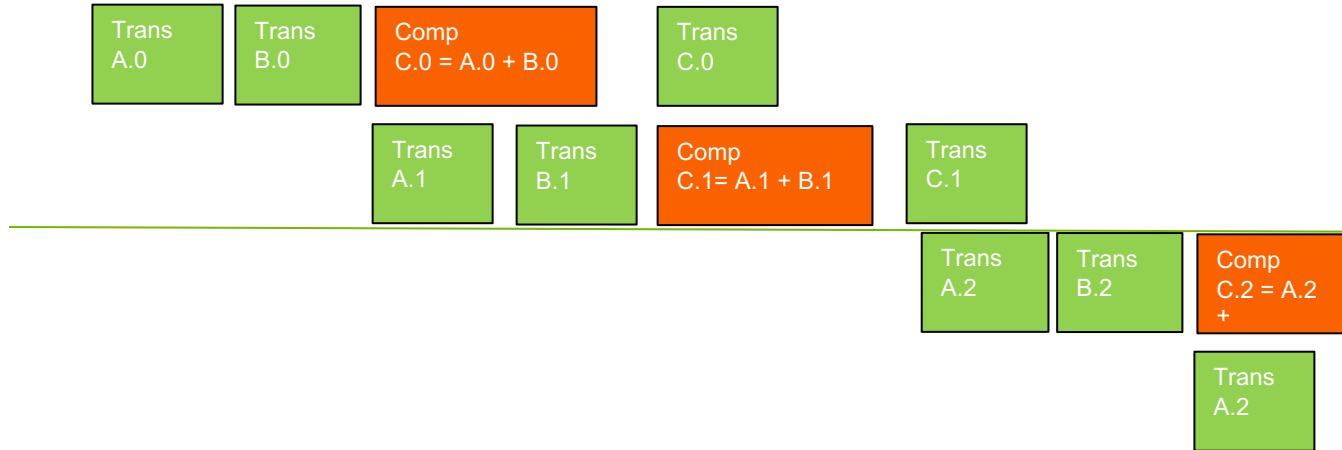 Trans
A.0
Trans
B.0
Comp
C.0 = A.0 + B.0
Trans
C.0
Trans
A.1
Trans
B.1
Comp
C.1= A.1 + B.1
Trans
C.1
Trans
A.2
Trans
B.2
Comp
C.2 = A.2
+
Trans
A.2